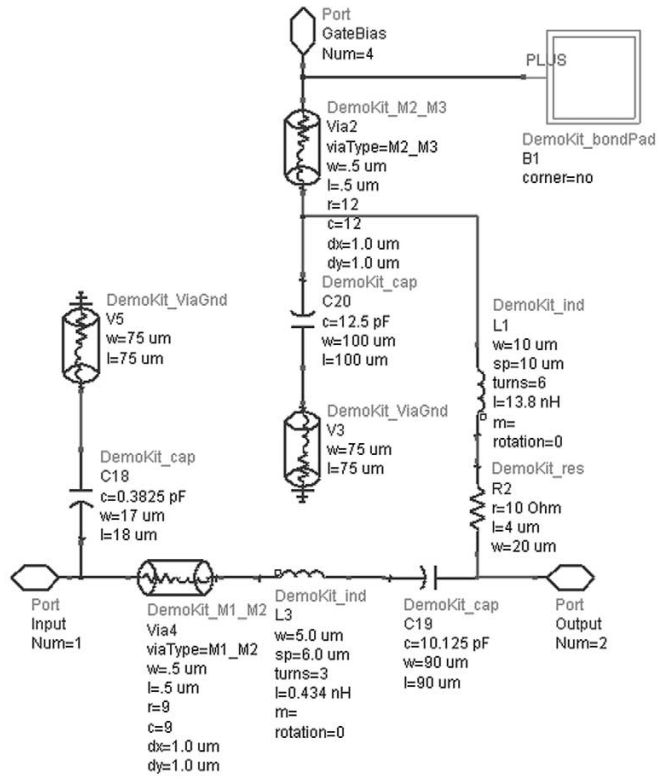 Port
GateBias
Num=4
PLUS
DemoKit_bondPad
B1
corner=no
DemoKit_M2_M3
Via2
viaType=M2_M3
w=.5 um
l=.5 um
r=12
c=12
dx=1.0 um
dy=1.0 um
DemoKit_cap
C20
c=12.5 pF
w=100 um
l=100 um
DemoKit_ViaGnd
V5
w=75 um
l=75 um
DemoKit_ind
L1
w=10 um
sp=10 um
turns=6
l=13.8 nH
m=
rotation=0
DemoKit_ViaGnd
V3
w=75 um
l=75 um
DemoKit_cap
C18
c=0.3825 pF
w=17 um
l=18 um
DemoKit_res
R2
r=10 Ohm
l=4 um
w=20 um
Port
Input
Num=1
DemoKit_M1_M2
Via4
viaType=M1_M2
w=.5 um
l=.5 um
r=9
c=9
dx=1.0 um
dy=1.0 um
DemoKit_ind
L3
w=5.0 um
sp=6.0 um
turns=3
l=0.434 nH
m=
rotation=0
DemoKit_cap
C19
c=10.125 pF
w=90 um
l=90 um
Port
Output
Num=2